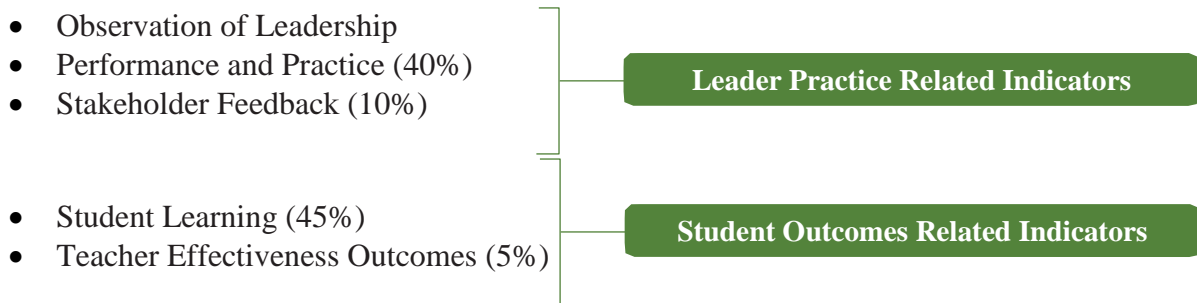 • Observation of Leadership
• Performance and Practice (40%)
• Stakeholder Feedback (10%)
Leader Practice Related Indicators
• Student Learning (45%)
• Teacher Effectiveness Outcomes (5%)
Student Outcomes Related Indicators